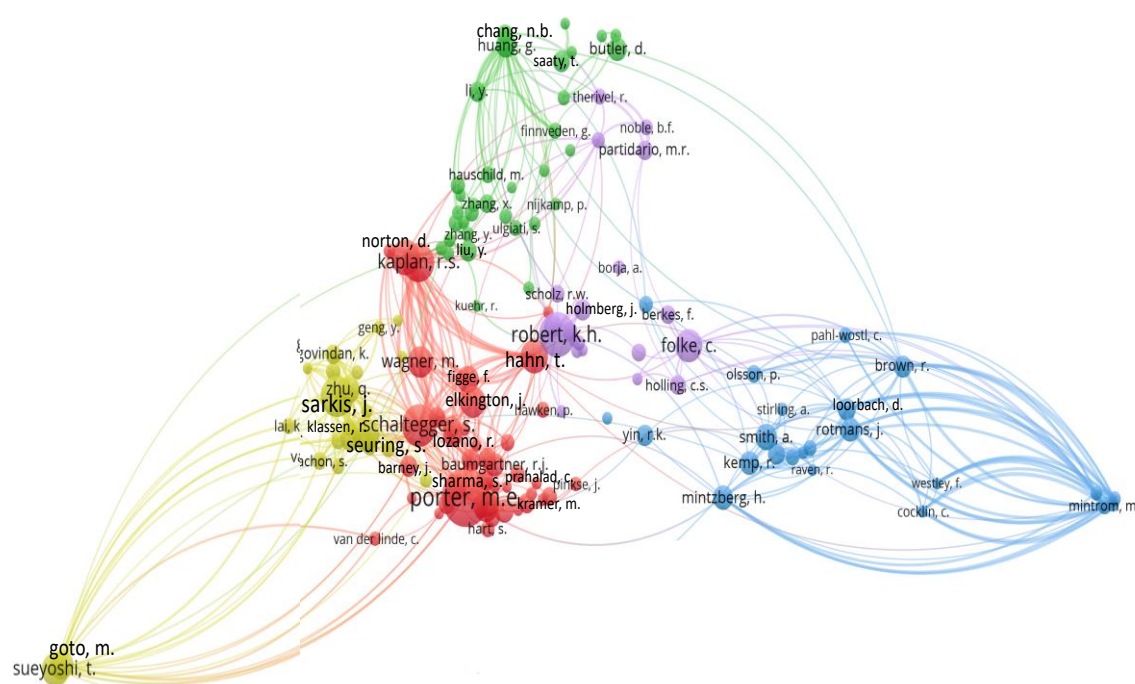 chang, n.b.
huang, g.
butler, d.
saaty, t.
li, y.
therivel, r.
finnveden, g.
noble, b.f.
partidario, m.r.
hauschild, m.
zhang, x.
nijkamp, p.
zhang, y.
ulgiati, s.
liu, y.
norton, d.
kaplan, r.s.
borja, a.
scholz, r.w.
kuehr, r.
holmberg, j.
berkes, f.
geng, y.
robert, k.h.
folke, c.
pahl-wostl, c.
govindan, k.
wagner, m.
hahn, t.
brown, r.
figge, f.
olsson, p.
zhu, q.
holling, c.s.
sarkis, j.
elkington, j.
hawken, p.
stirling, a.
loorbach, d.
lai, k.
klassen, r.
schaltegger, s.
rotmans, j.
seuring, s.
lozano, r.
yin, r.k.
smith, a.
vachon, s.
barney, j.
baumgartner, r.j.
kemp, r.
raven, r.
sharma, s.
prahalad, c.
pinkse, j.
westley, f.
porter, m.e.
kramer, m.
mintzberg, h.
cocklin, c.
mintrom, m.
hart, s.
van der linde, c.
goto, m.
sueyoshi, t.